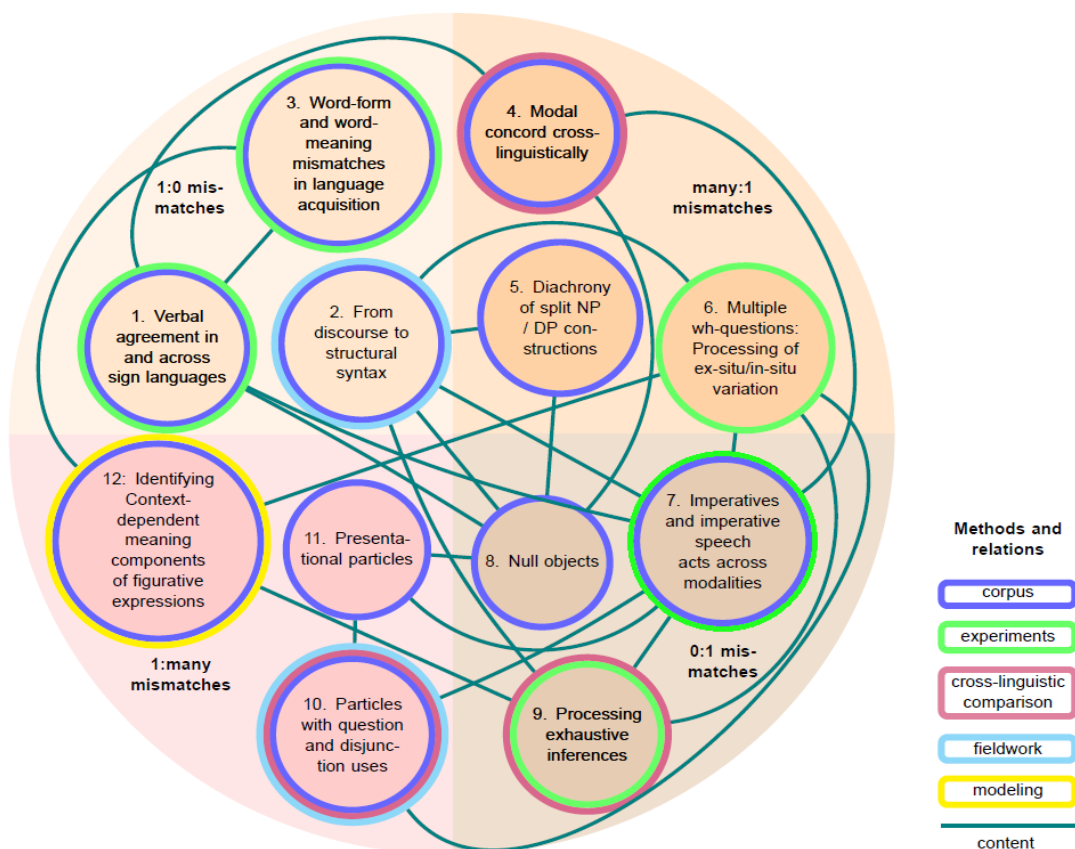 3. Word-form
and word-
meaning
mismatches
in language
acquisition
4. Modal
concord cross-
linguistically
1:0 mis-
matches
many:1
mismatches
1. Verbal
agreement in
and across
sign languages
2. From
discourse to
structural
syntax
5. Diachrony
of split NP
/ DP con-
structions
6. Multiple
wh-questions:
Processing of
ex-situ/in-situ
variation
12: Identifying
Context-
dependent
meaning
components
of figurative
expressions
11. Presenta-
tional particles
8. Null objects
7. Imperatives
and imperative
speech
acts across
modalities
1:many
mismatches
0:1 mis-
matches
10. Particles
with question
and disjunc-
tion uses
9. Processing
exhaustive
inferences
Methods and
relations
corpus
experiments
cross-linguistic
comparison
fieldwork
modeling
content